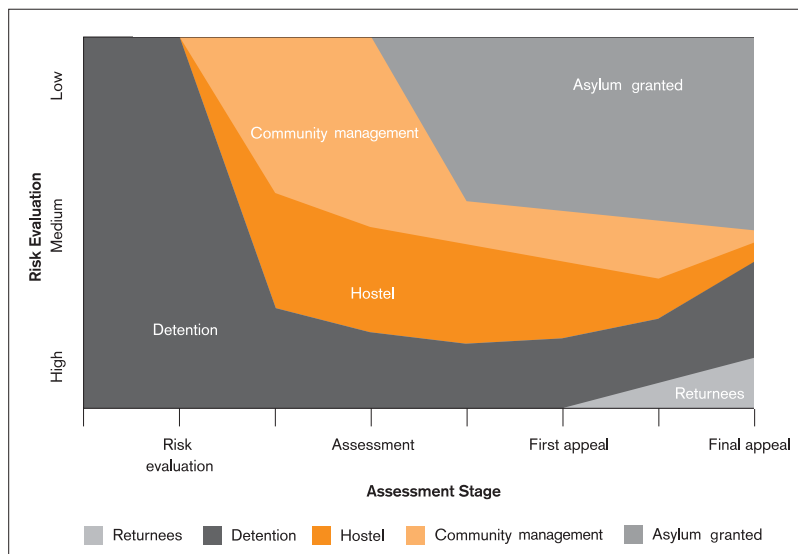 Asylum granted
Community management
Hostel
Detention
Returnees
Risk Evaluation
Low
Medium
High
Risk
evaluation
Assessment
First appeal
Final appeal
Assessment Stage
Returnees
Detention
Hostel
Community management
Asylum granted